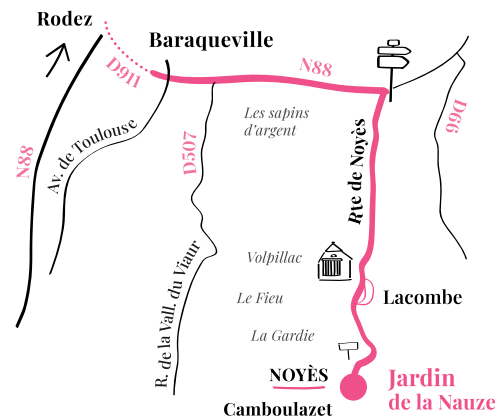 Rodez
Baraqueville
D911
N88
Les sapins
d'argent
D66
N88
Av. de Toulouse
D507
Rte de Noyès
Volpillac
R. de la Vall. du Viaur
Le Fieu
Lacombe
La Gardie
NOYÈS
Jardin
de la Nauze
Camboulazet